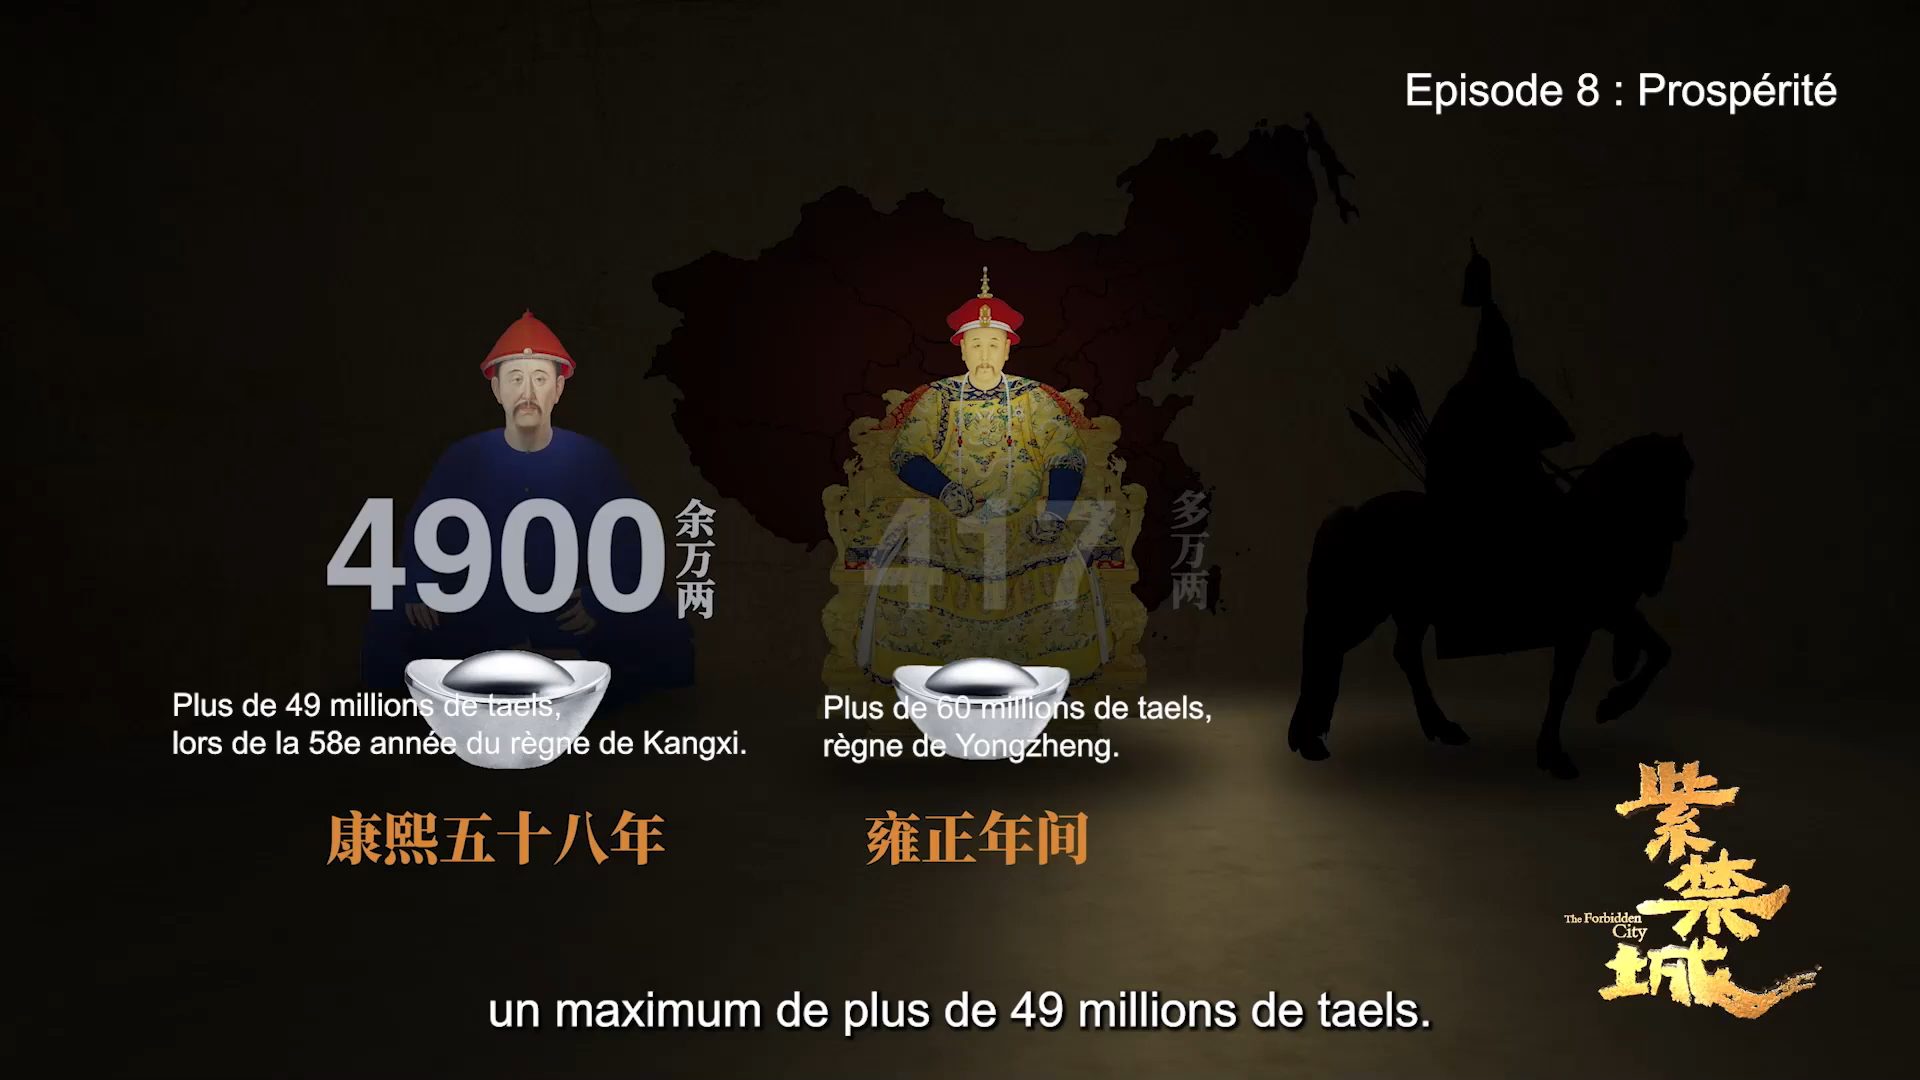 Episode 8 : Prospérité
4900
余万两
417
多万两
Plus de 49 millions de taels,
lors de la 58e année du règne de Kangxi.
Plus de 60 millions de taels,
règne de Yongzheng.
康熙五十八年
雍正年间
紫禁城
The Forbidden
City
un maximum de plus de 49 millions de taels.